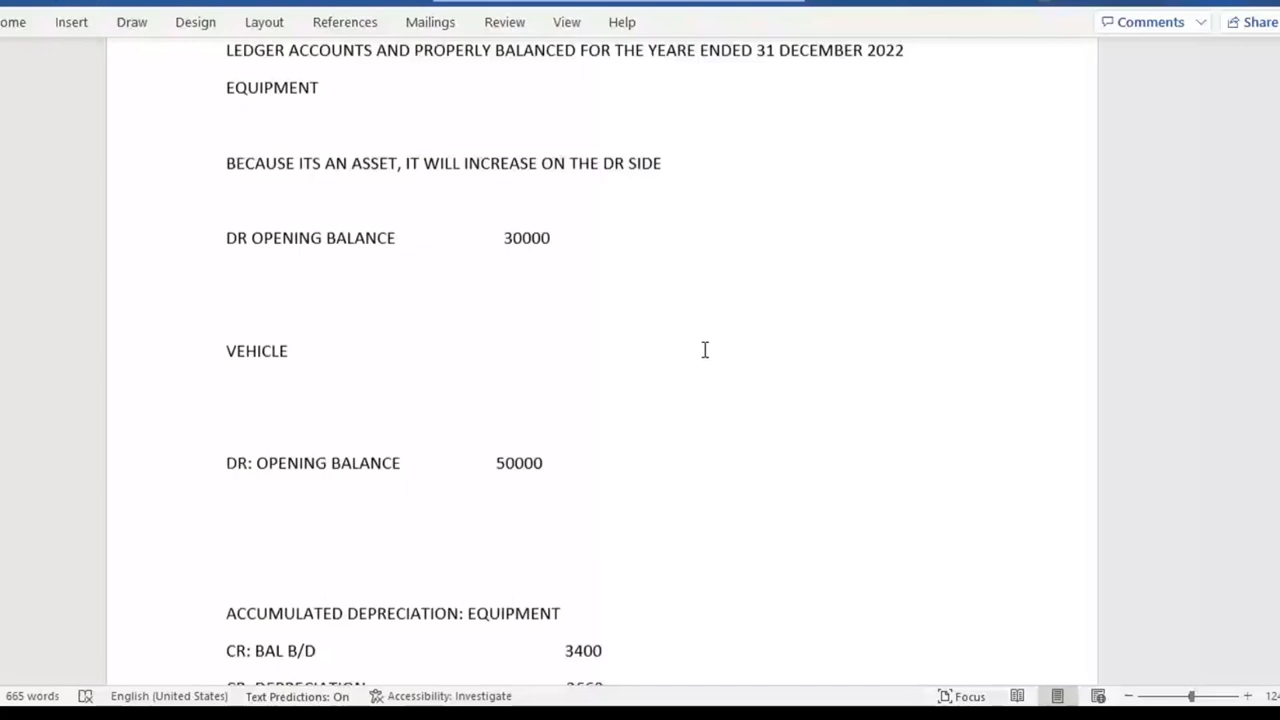 ome Insert Draw Design Layout References Mailings Review View Help Comments Share
LEDGER ACCOUNTS AND PROPERLY BALANCED FOR THE YEARE ENDED 31 DECEMBER 2022
EQUIPMENT
BECAUSE ITS AN ASSET, IT WILL INCREASE ON THE DR SIDE
DR OPENING BALANCE 30000
VEHICLE
DR: OPENING BALANCE 50000
ACCUMULATED DEPRECIATION: EQUIPMENT
CR: BAL B/D 3400
665 words English (United States) Text Predictions: On Accessibility: Investigate Focus 124